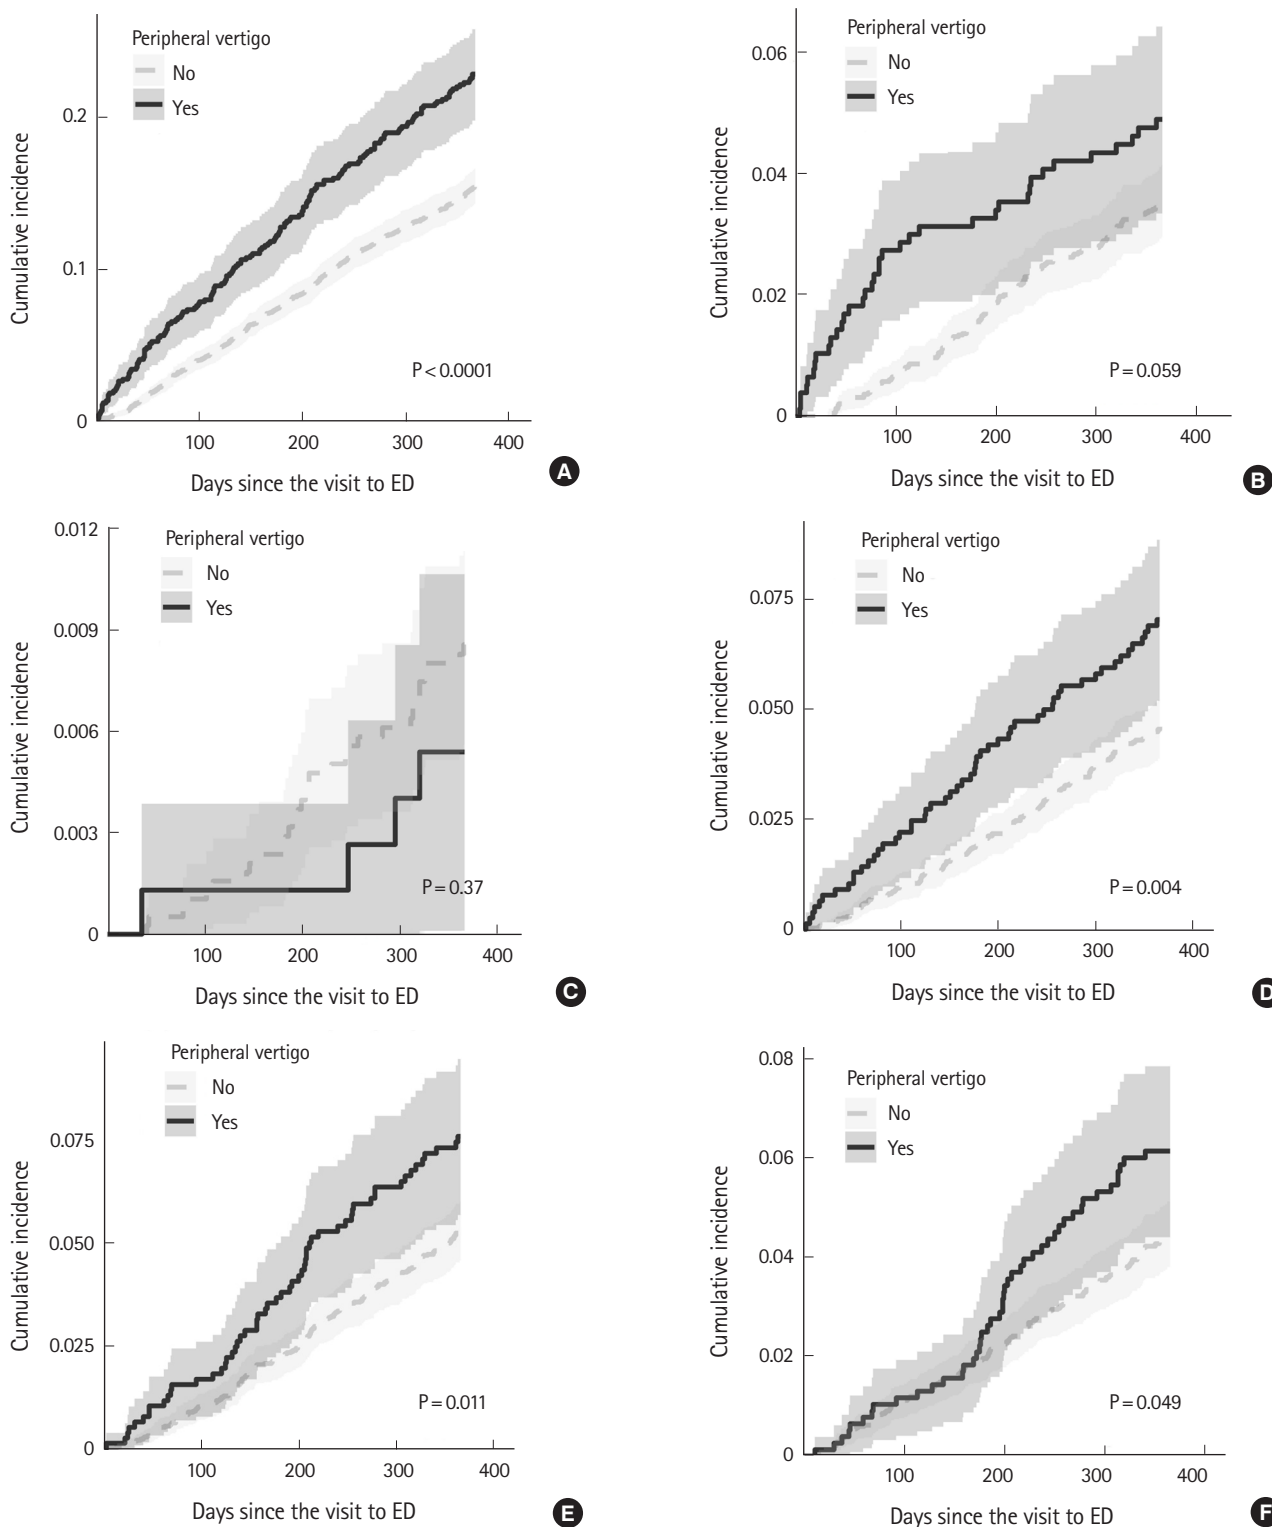 Peripheral vertigo
No
Yes
Cumulative incidence
0.2
0.1
0
P < 0.0001
100
200
300
400
Days since the visit to ED
A
Peripheral vertigo
No
Yes
Cumulative incidence
0.06
0.04
0.02
0
P = 0.059
100
200
300
400
Days since the visit to ED
B
Peripheral vertigo
No
Yes
Cumulative incidence
0.012
0.009
0.006
0.003
0
P = 0.37
100
200
300
400
Days since the visit to ED
C
Peripheral vertigo
No
Yes
Cumulative incidence
0.075
0.050
0.025
0
P = 0.004
100
200
300
400
Days since the visit to ED
D
Peripheral vertigo
No
Yes
Cumulative incidence
0.075
0.050
0.025
0
P = 0.011
100
200
300
400
Days since the visit to ED
E
Peripheral vertigo
No
Yes
Cumulative incidence
0.08
0.06
0.04
0.02
0
P = 0.049
100
200
300
400
Days since the visit to ED
F